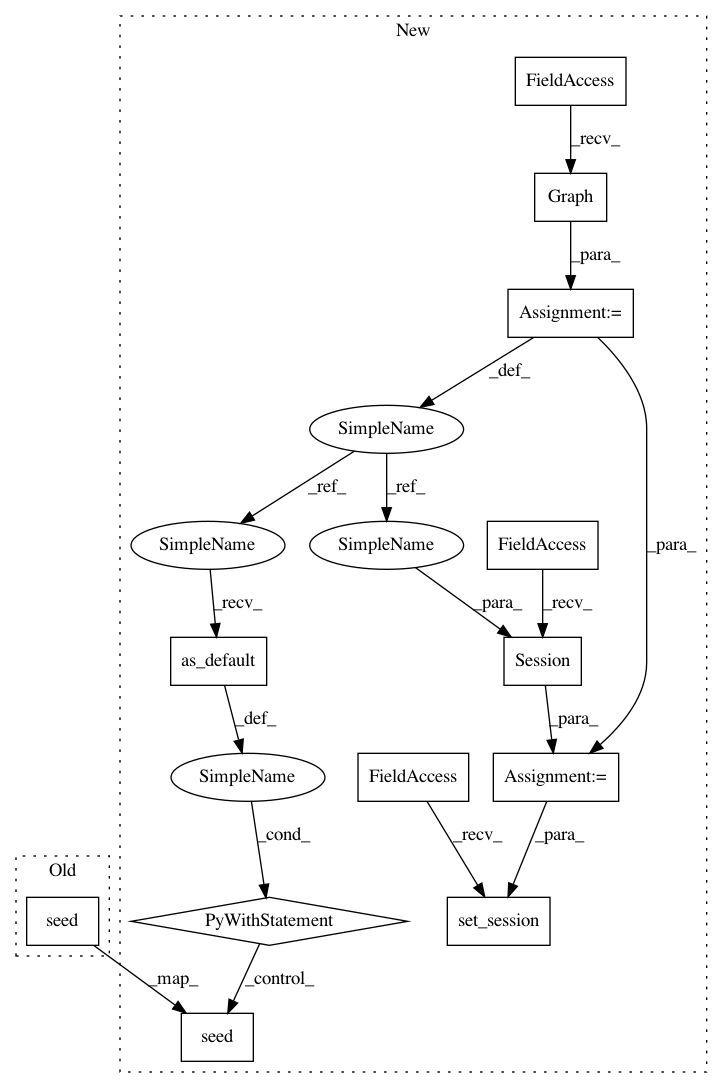 New
FieldAccess
_recv_
Graph
_para_
Assignment:=
_def_
SimpleName
_ref_
_ref_
SimpleName
SimpleName
FieldAccess
_para_
_recv_
_para_
_recv_
as_default
Session
_def_
_para_
SimpleName
FieldAccess
Assignment:=
_cond_
_recv_
_para_
Old
seed
PyWithStatement
set_session
_map_
_control_
seed